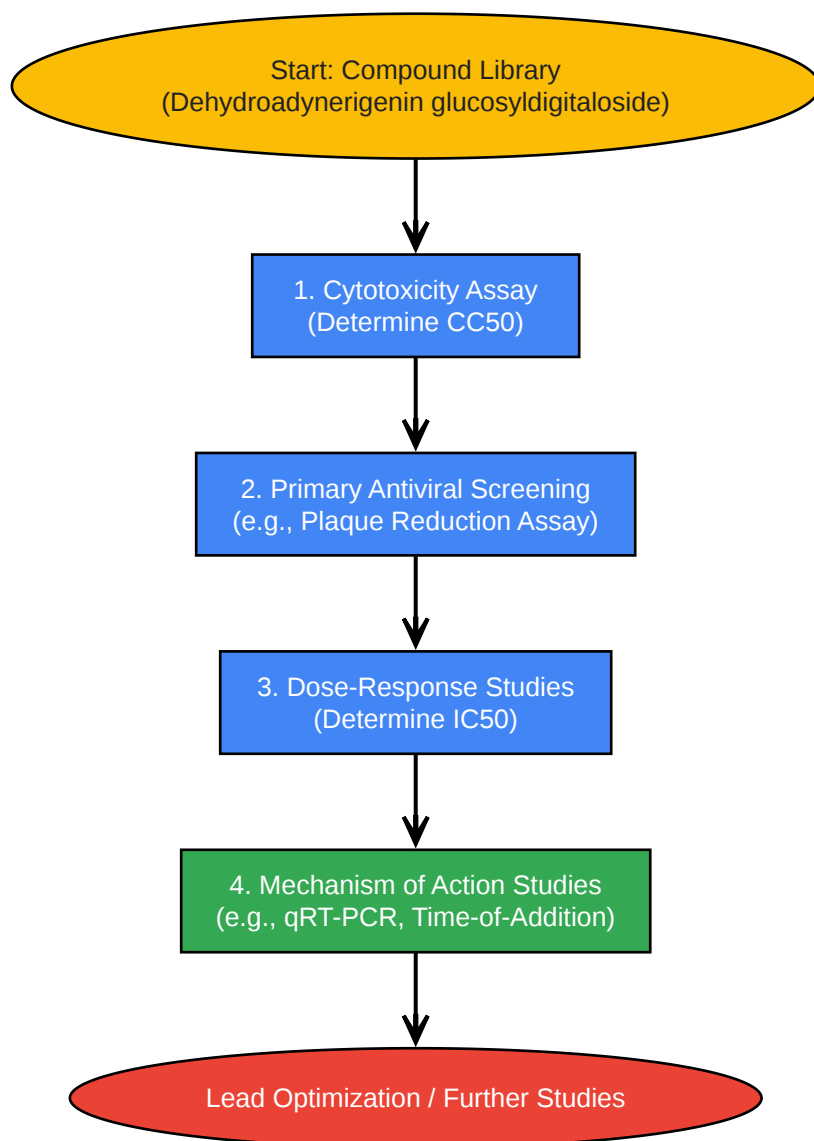 Start: Compound Library
(Dehydroadynerigenin glucosyldigitaloside)
1. Cytotoxicity Assay
(Determine CC50)
2. Primary Antiviral Screening
(e.g., Plaque Reduction Assay)
3. Dose-Response Studies
(Determine IC50)
4. Mechanism of Action Studies
(e.g., qRT-PCR, Time-of-Addition)
Lead Optimization / Further Studies